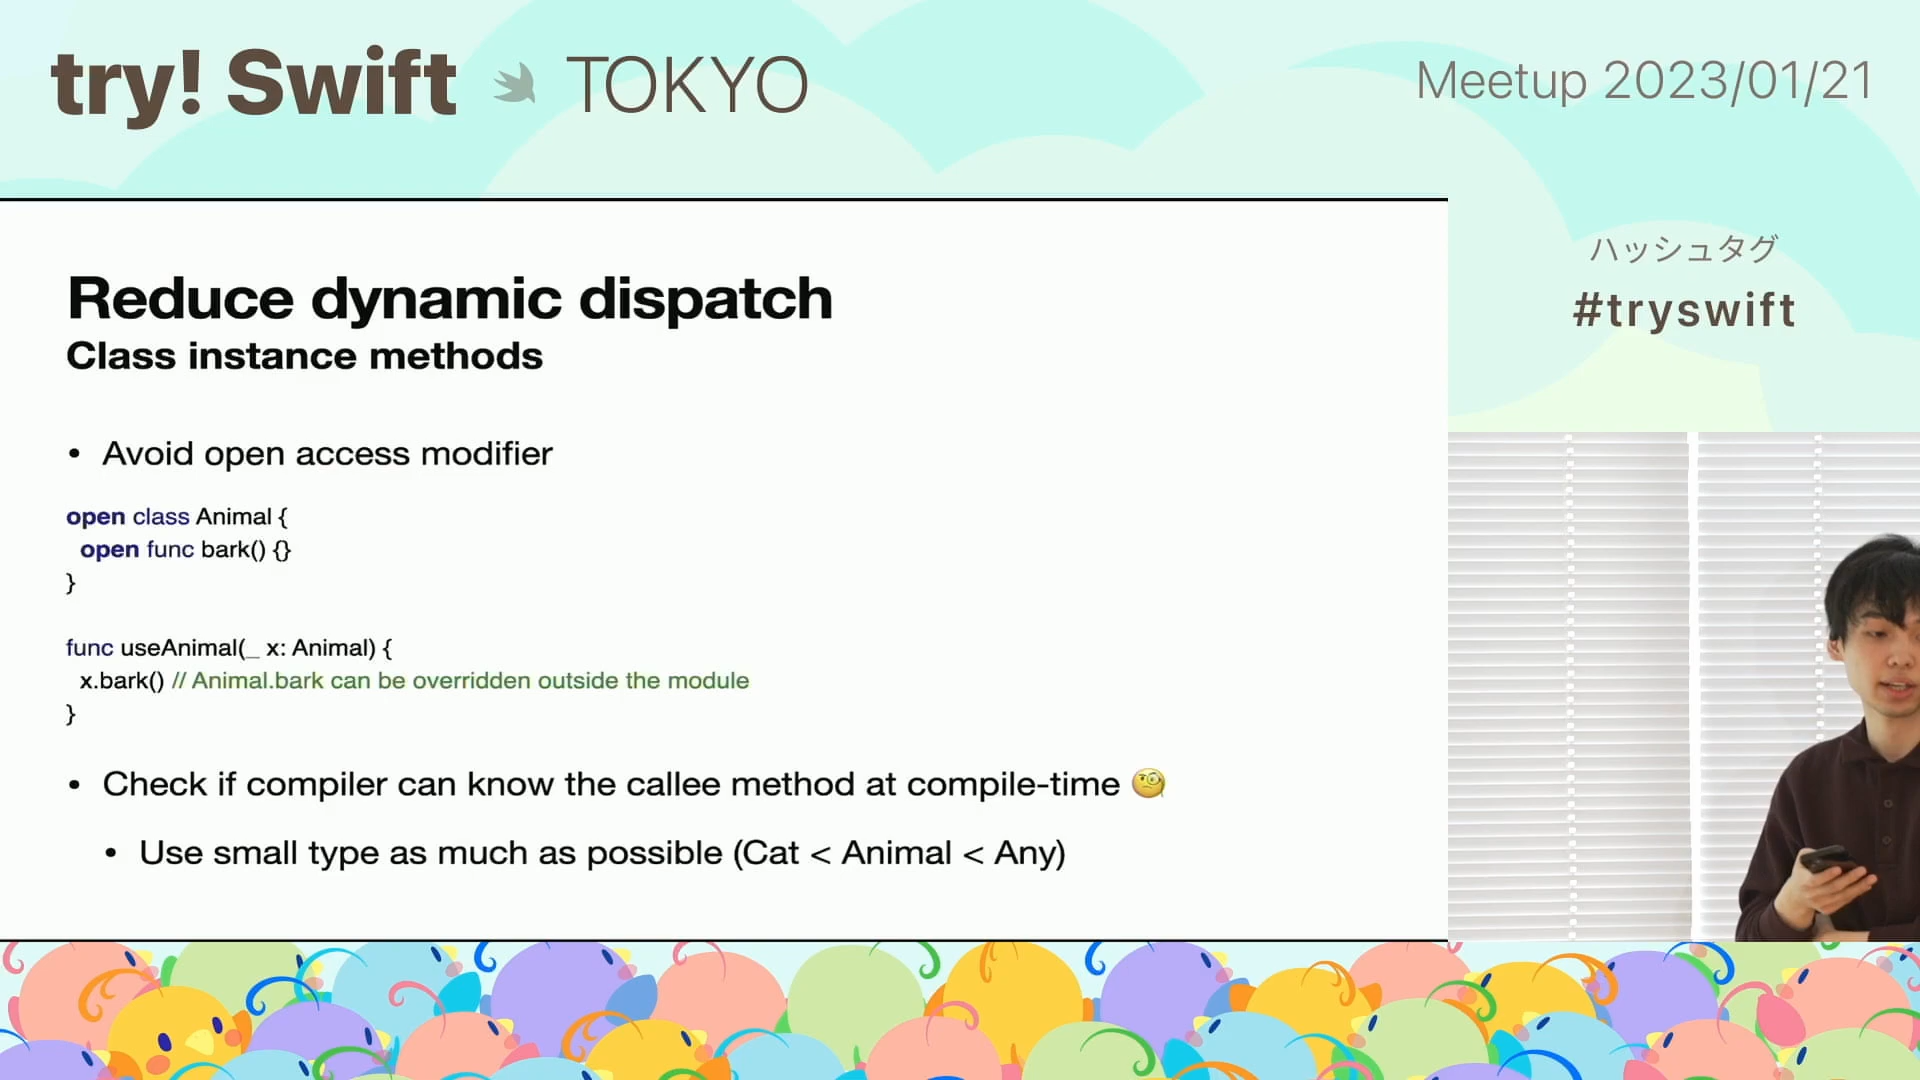 try! Swift TOKYO
Meetup 2023/01/21
ハッシュタグ
#tryswift
Reduce dynamic dispatch
Class instance methods
• Avoid open access modifier
open class Animal {
open func bark() {}
}
func useAnimal(_ x: Animal) {
x.bark() // Animal.bark can be overridden outside the module
}
• Check if compiler can know the callee method at compile-time 🧐
• Use small type as much as possible (Cat < Animal < Any)